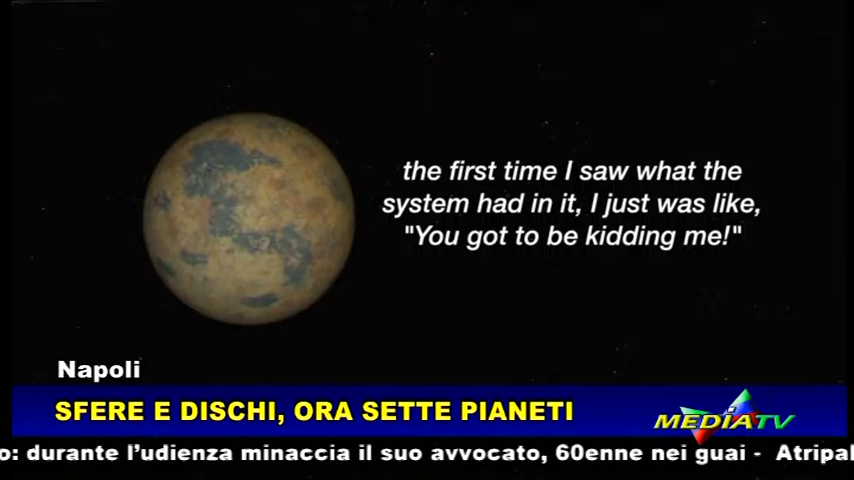 the first time I saw what the
system had in it, I just was like,
"You got to be kidding me!"
Napoli
SFERE E DISCHI, ORA SETTE PIANETI
MEDIATV
o: durante l'udienza minaccia il suo avvocato, 60enne nei guai - Atripal